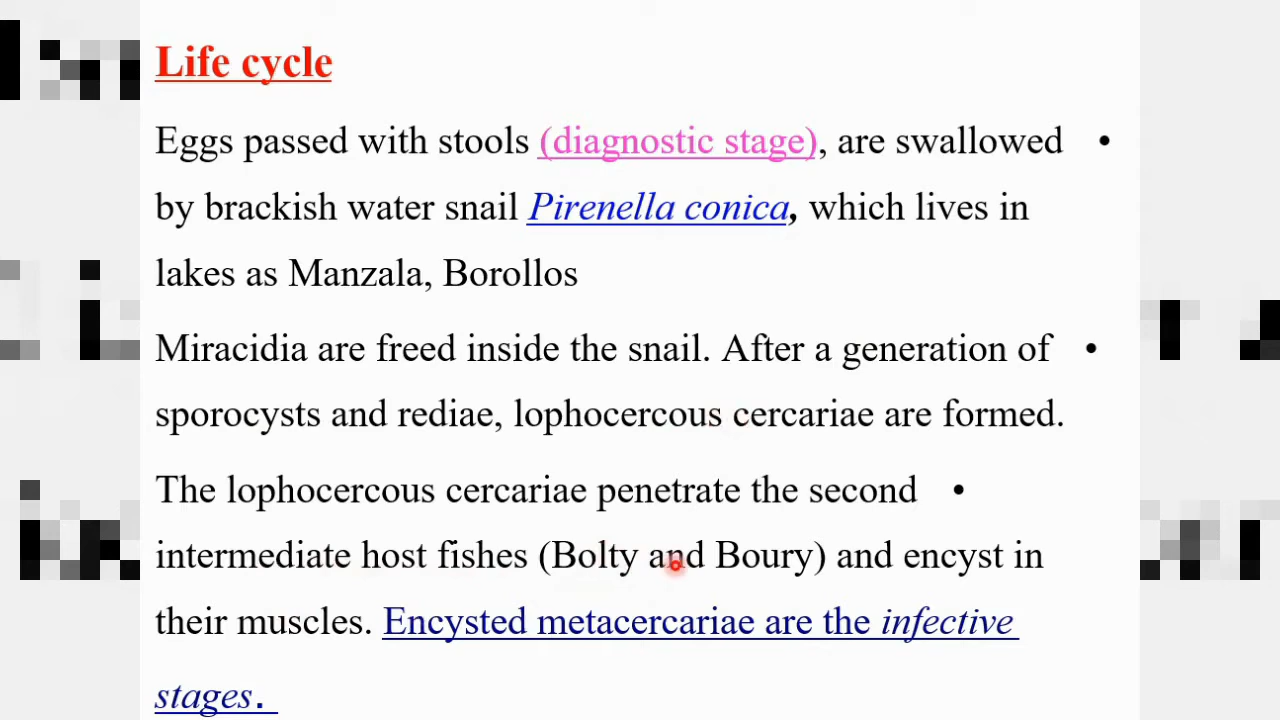 Life cycle
Eggs passed with stools (diagnostic stage), are swallowed •
by brackish water snail Pirenella conica, which lives in
lakes as Manzala, Borollos
Miracidia are freed inside the snail. After a generation of •
sporocysts and rediae, lophocercous cercariae are formed.
The lophocercous cercariae penetrate the second •
intermediate host fishes (Bolty and Boury) and encyst in
their muscles. Encysted metacercariae are the infective
stages.